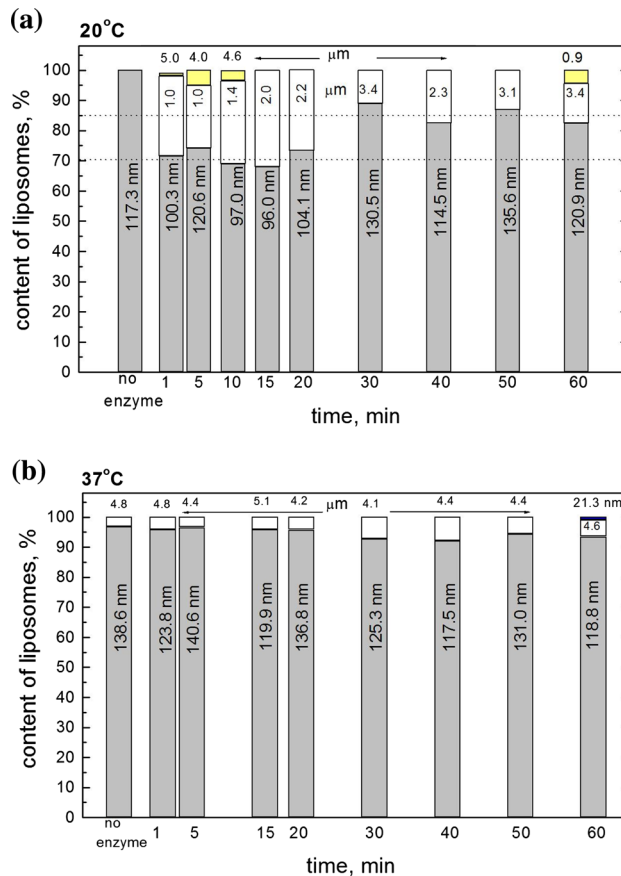 (a)
20°C
5.0 4.0 4.6 μm 0.9
100
90
80
70
60
50
40
30
20
10
0
content of liposomes, %
1.0 1.0 1.4 2.0 2.2 μm 3.4 2.3 3.1 3.4
117.3 nm 100.3 nm 120.6 nm 97.0 nm 96.0 nm 104.1 nm 130.5 nm 114.5 nm 135.6 nm 120.9 nm
no 1 5 10 15 20 30 40 50 60
enzyme
time, min
(b)
37°C
4.8 4.8 4.4 5.1 4.2 μm 4.1 4.4 4.4 21.3 nm
100
90
80
70
60
50
40
30
20
10
0
content of liposomes, %
4.6
138.6 nm 123.8 nm 140.6 nm 119.9 nm 136.8 nm 125.3 nm 117.5 nm 131.0 nm 118.8 nm
no 1 5 15 20 30 40 50 60
enzyme
time, min